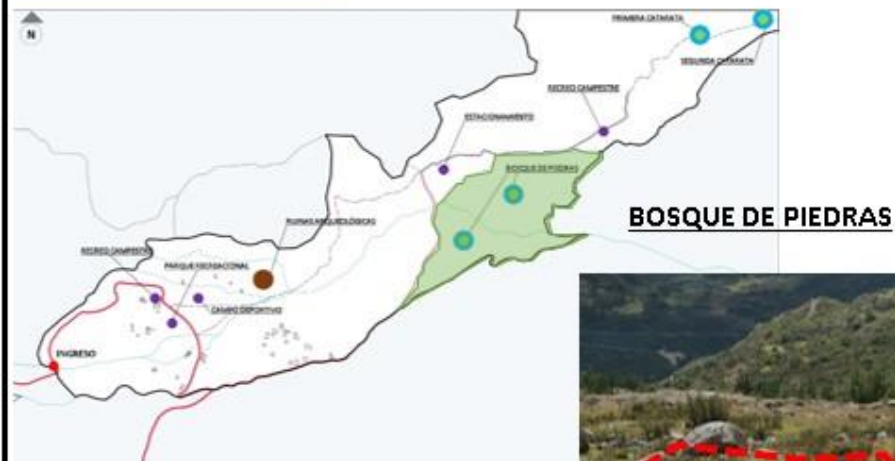 N
PRIMERA CATARATA
SEGUNDA CATARATA
RECREO CAMPESTRE
ESTACIONAMIENTO
BOSQUE DE PIEDRAS
BOSQUE DE PIEDRAS
RUINAS ARQUEOLÓGICAS
RECREO CAMPESTRE
PARQUE RECREACIONAL
CAMPO DEPORTIVO
INGRESO